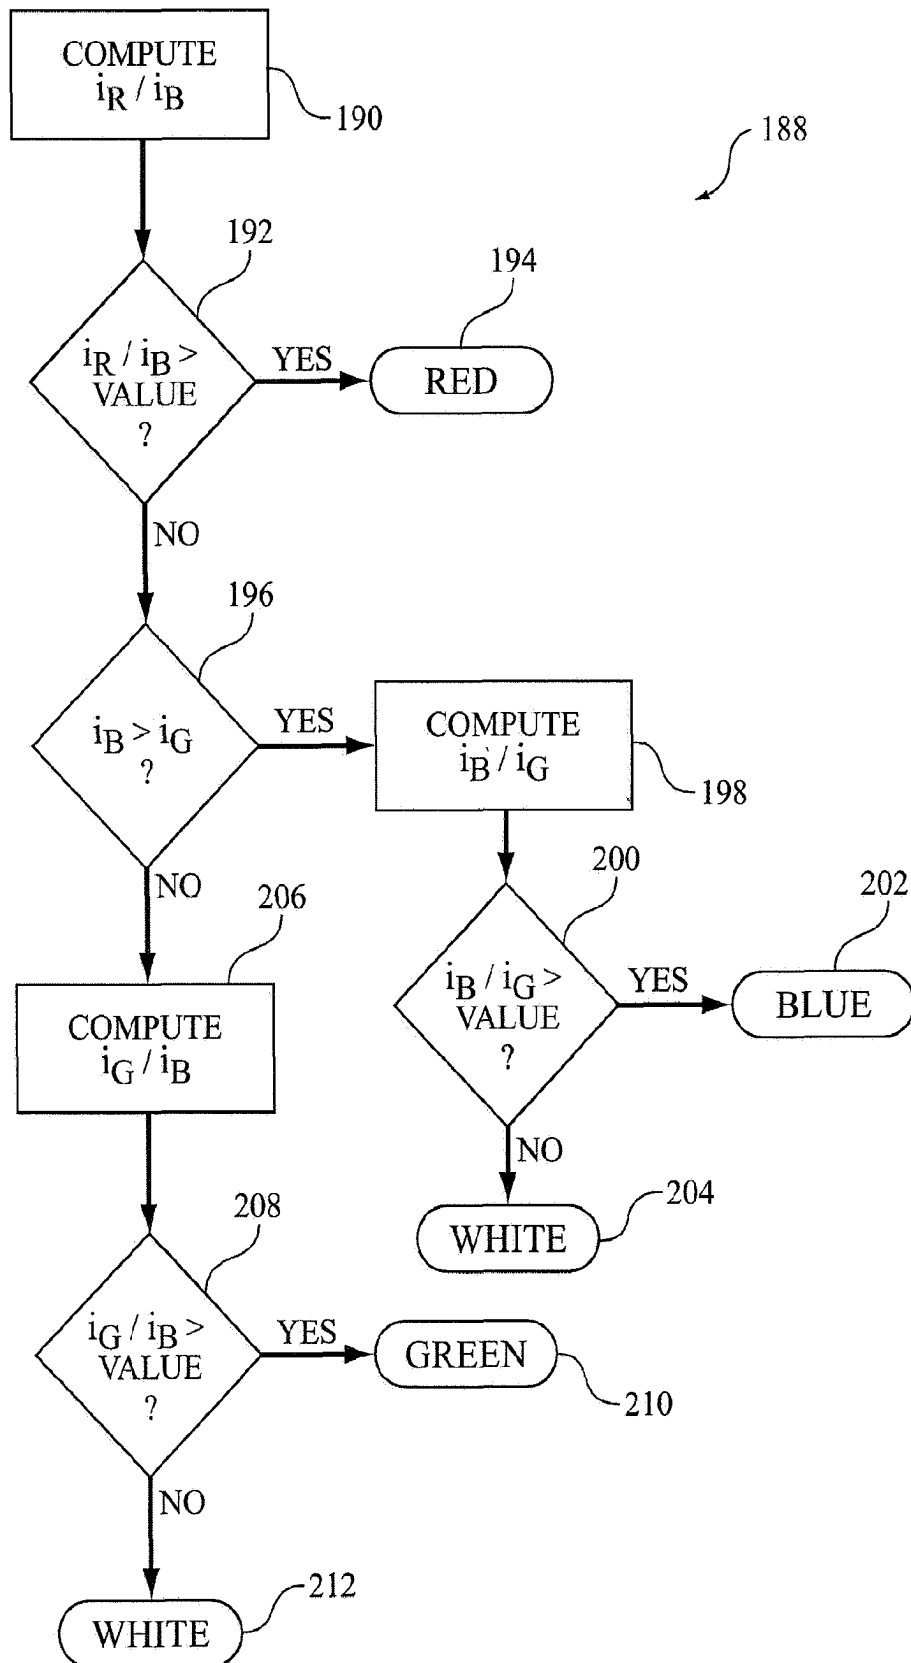 COMPUTE
iR / iB
190
188
192
194
iR / iB >
VALUE
?
YES
RED
NO
196
iB > iG
?
YES
COMPUTE
iB / iG
198
NO
200
202
206
iB / iG >
VALUE
?
YES
BLUE
COMPUTE
iG / iB
NO
204
WHITE
208
iG / iB >
VALUE
?
YES
GREEN
210
NO
212
WHITE